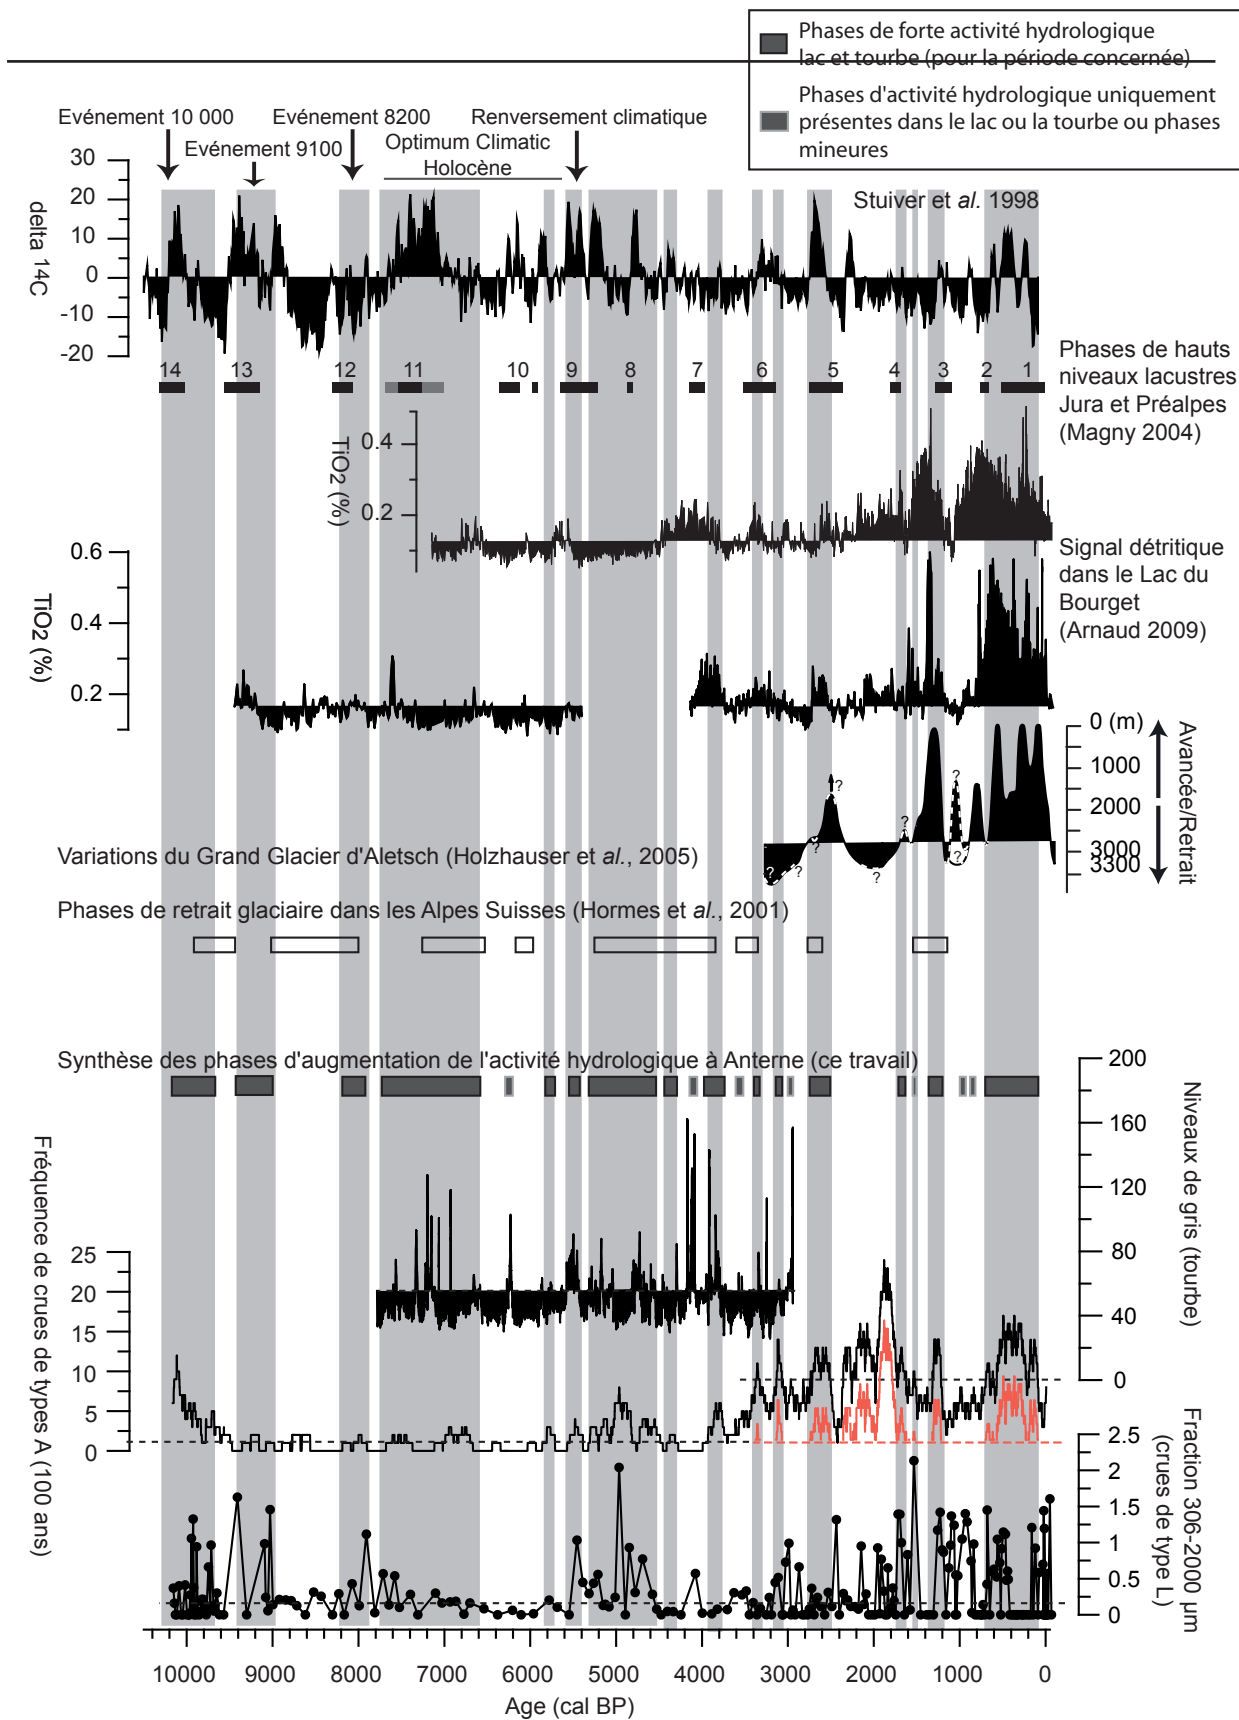 Phases de forte activité hydrologique
lac et tourbe (pour la période concernée)
Phases d'activité hydrologique uniquement
présentes dans le lac ou la tourbe ou phases
mineures
Evénement 10 000
Evénement 9100
Evénement 8200
Optimum Climatic
Holocène
Renversement climatique
Stuiver et al. 1998
delta 14C
30
20
10
0
-10
-20
14 13 12 11 10 9 8 7 6 5 4 3 2 1
Phases de hauts
niveaux lacustres
Jura et Préalpes
(Magny 2004)
TiO2 (%)
0.4
0.2
Signal détritique
dans le Lac du
Bourget
(Arnaud 2009)
TiO2 (%)
0.6
0.4
0.2
0 (m)
1000
2000
3000
3300
Avancée/Retrait
? ? ? ? ? ? ? ? ?
Variations du Grand Glacier d'Aletsch (Holzhauser et al., 2005)
Phases de retrait glaciaire dans les Alpes Suisses (Hormes et al., 2001)
Synthèse des phases d'augmentation de l'activité hydrologique à Anterne (ce travail)
Niveaux de gris (tourbe)
200
160
120
80
40
0
Fréquence de crues de types A (100 ans)
25
20
15
10
5
0
Fraction 306-2000 µm
(crues de type L)
2.5
2
1.5
1
0.5
0
10000 9000 8000 7000 6000 5000 4000 3000 2000 1000 0
Age (cal BP)